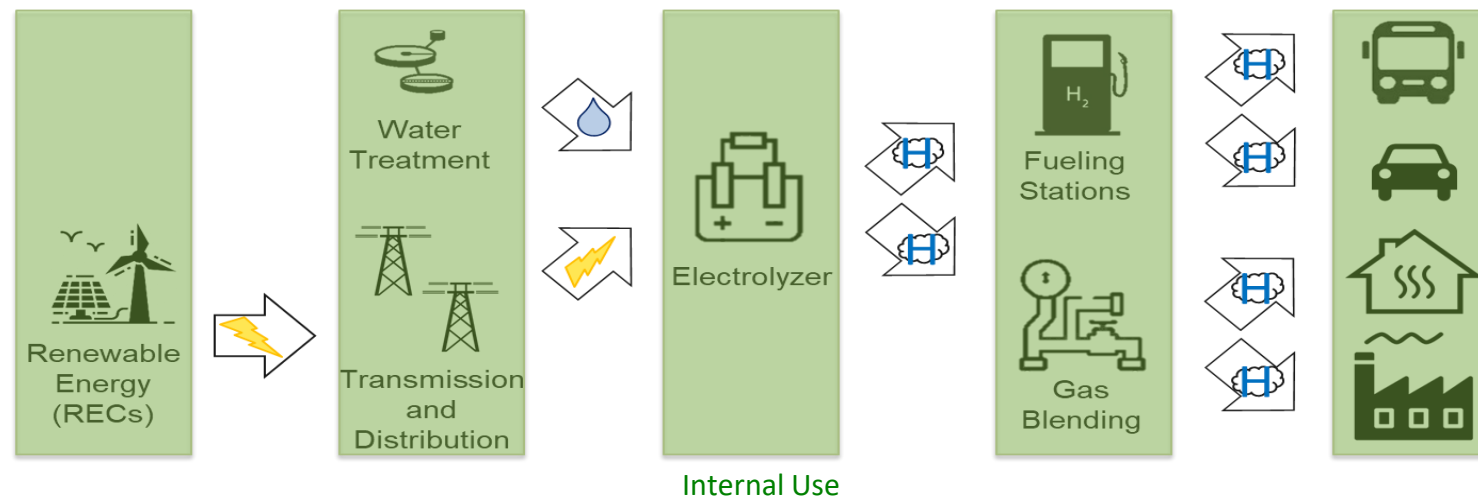 Renewable
Energy
(RECs)
Water
Treatment
Transmission
and
Distribution
+ −
Electrolyzer
H₂
Fueling
Stations
Gas
Blending
H
H
H
H
H
H
Internal Use